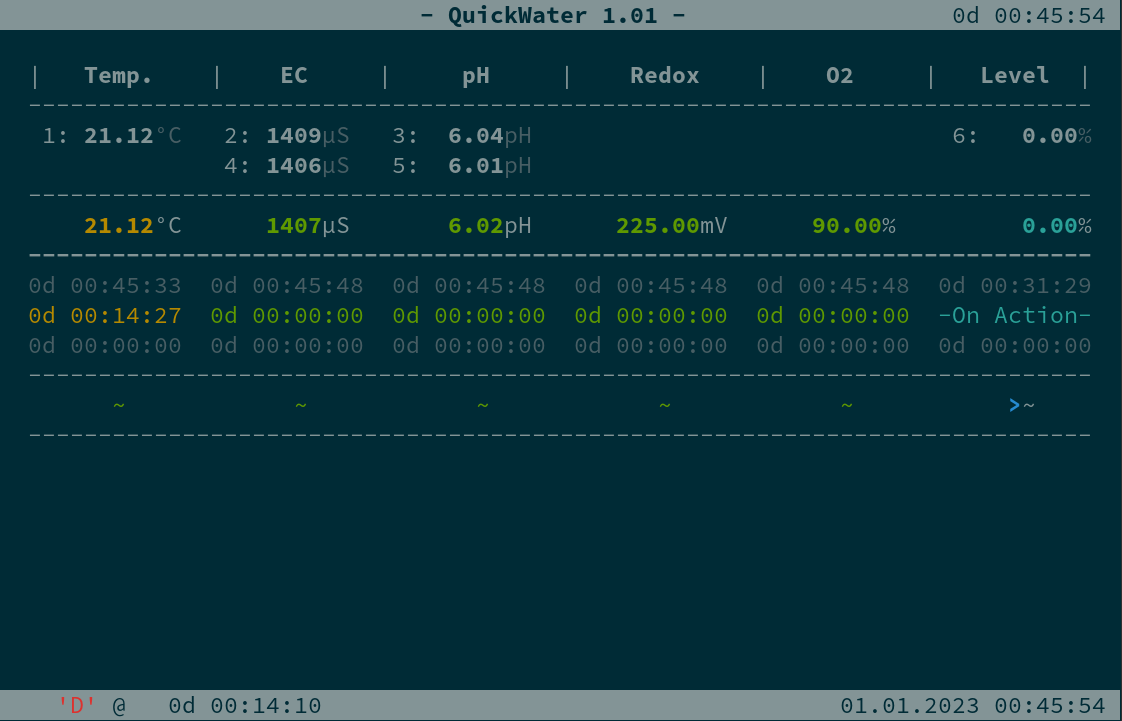 - QuickWater 1.01 - 0d 00:45:54
| Temp. | EC | pH | Redox | O2 | Level |
----------------------------------------------------------------------------
1: 21.12°C 2: 1409µS 3: 6.04pH 6: 0.00%
4: 1406µS 5: 6.01pH
----------------------------------------------------------------------------
21.12°C 1407µS 6.02pH 225.00mV 90.00% 0.00%
----------------------------------------------------------------------------
0d 00:45:33 0d 00:45:48 0d 00:45:48 0d 00:45:48 0d 00:45:48 0d 00:31:29
0d 00:14:27 0d 00:00:00 0d 00:00:00 0d 00:00:00 0d 00:00:00 -On Action-
0d 00:00:00 0d 00:00:00 0d 00:00:00 0d 00:00:00 0d 00:00:00 0d 00:00:00
----------------------------------------------------------------------------
~ ~ ~ ~ ~ >~
----------------------------------------------------------------------------
'D' @ 0d 00:14:10 01.01.2023 00:45:54